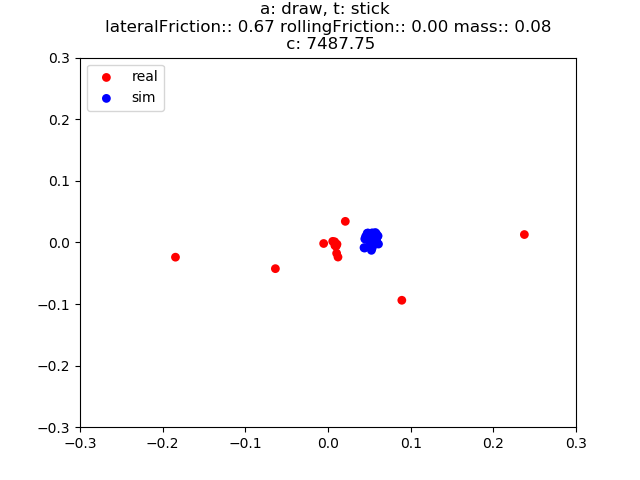 a: draw, t: stick
lateralFriction:: 0.67 rollingFriction:: 0.00 mass:: 0.08
c: 7487.75
real
sim
0.3
0.2
0.1
0.0
−0.1
−0.2
−0.3
−0.3 −0.2 −0.1 0.0 0.1 0.2 0.3